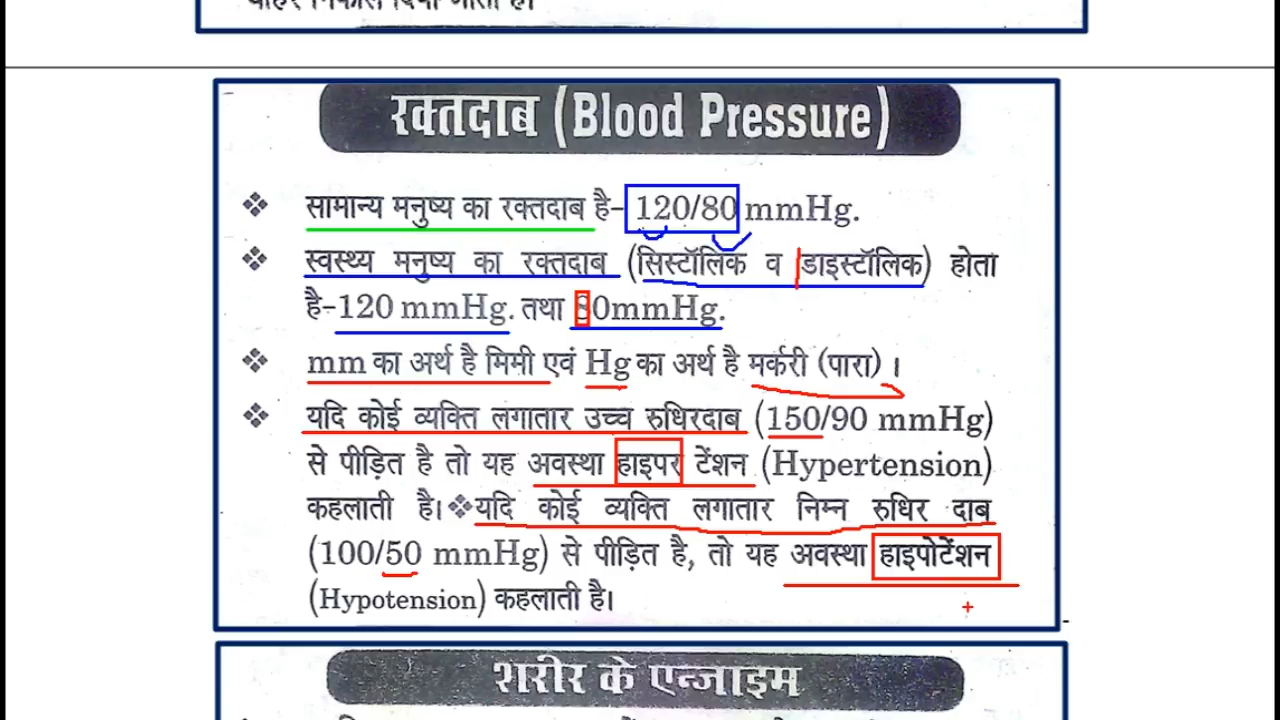 बाहर निकाल दिया जाता है।
रक्तदाब (Blood Pressure)
❖ सामान्य मनुष्य का रक्तदाब है- 120/80 mmHg.
❖ स्वस्थ्य मनुष्य का रक्तदाब (सिस्टॉलिक व डाइस्टॉलिक) होता
है-120 mmHg. तथा 80mmHg.
❖ mm का अर्थ है मिमी एवं Hg का अर्थ है मर्करी (पारा) ।
❖ यदि कोई व्यक्ति लगातार उच्च रुधिरदाब (150/90 mmHg)
से पीड़ित है तो यह अवस्था हाइपर टेंशन (Hypertension)
कहलाती है।❖यदि कोई व्यक्ति लगातार निम्न रुधिर दाब
(100/50 mmHg) से पीड़ित है, तो यह अवस्था हाइपोटेंशन
(Hypotension) कहलाती है।
शरीर के एन्जाइम